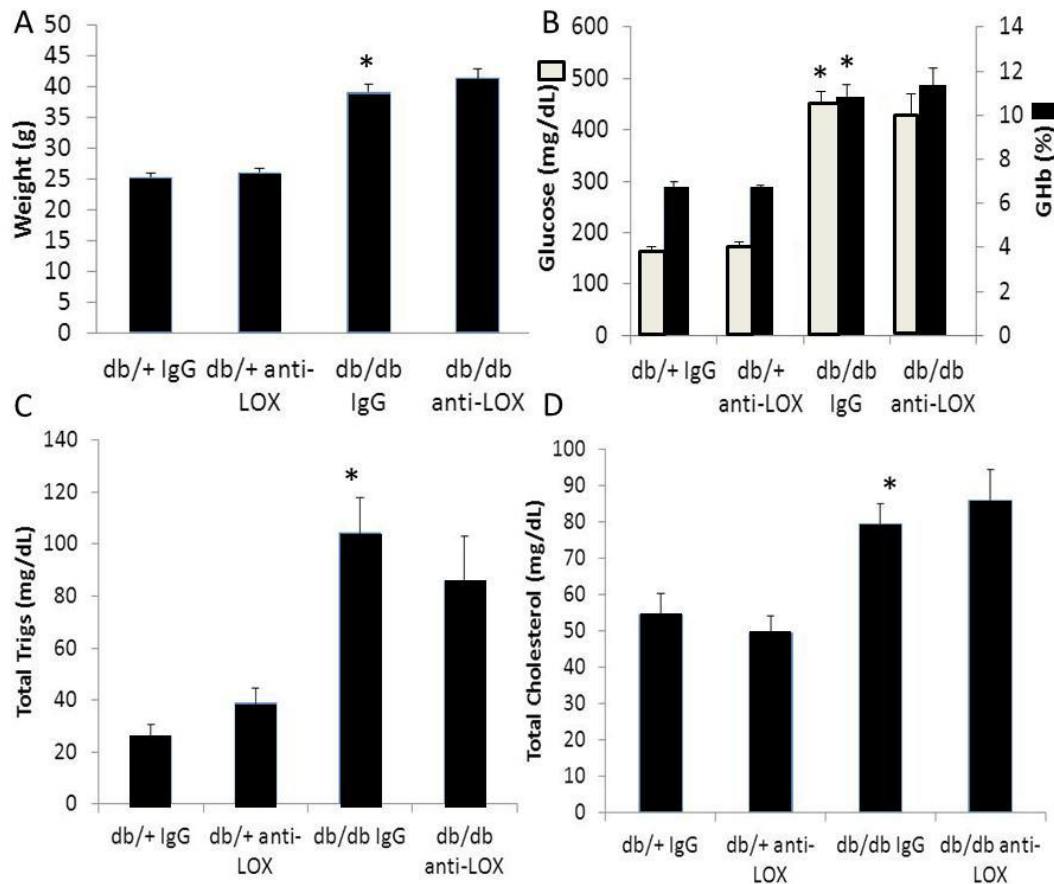 A
50
45
40
35
30
25
20
15
10
5
0
Weight (g)
*
db/+ IgG
db/+ anti-
LOX
db/db
IgG
db/db
anti-LOX
B
600
500
400
300
200
100
0
Glucose (mg/dL)
* *
14
12
10
8
6
4
2
0
GHb (%)
db/+ IgG
db/+
anti-LOX
db/db
IgG
db/db
anti-LOX
C
140
120
100
80
60
40
20
0
Total Trigs (mg/dL)
*
db/+ IgG
db/+ anti-
LOX
db/db IgG
db/db
anti-LOX
D
100
90
80
70
60
50
40
30
20
10
0
Total Cholesterol (mg/dL)
*
db/+ IgG
db/+ anti-
LOX
db/db IgG
db/db anti-
LOX